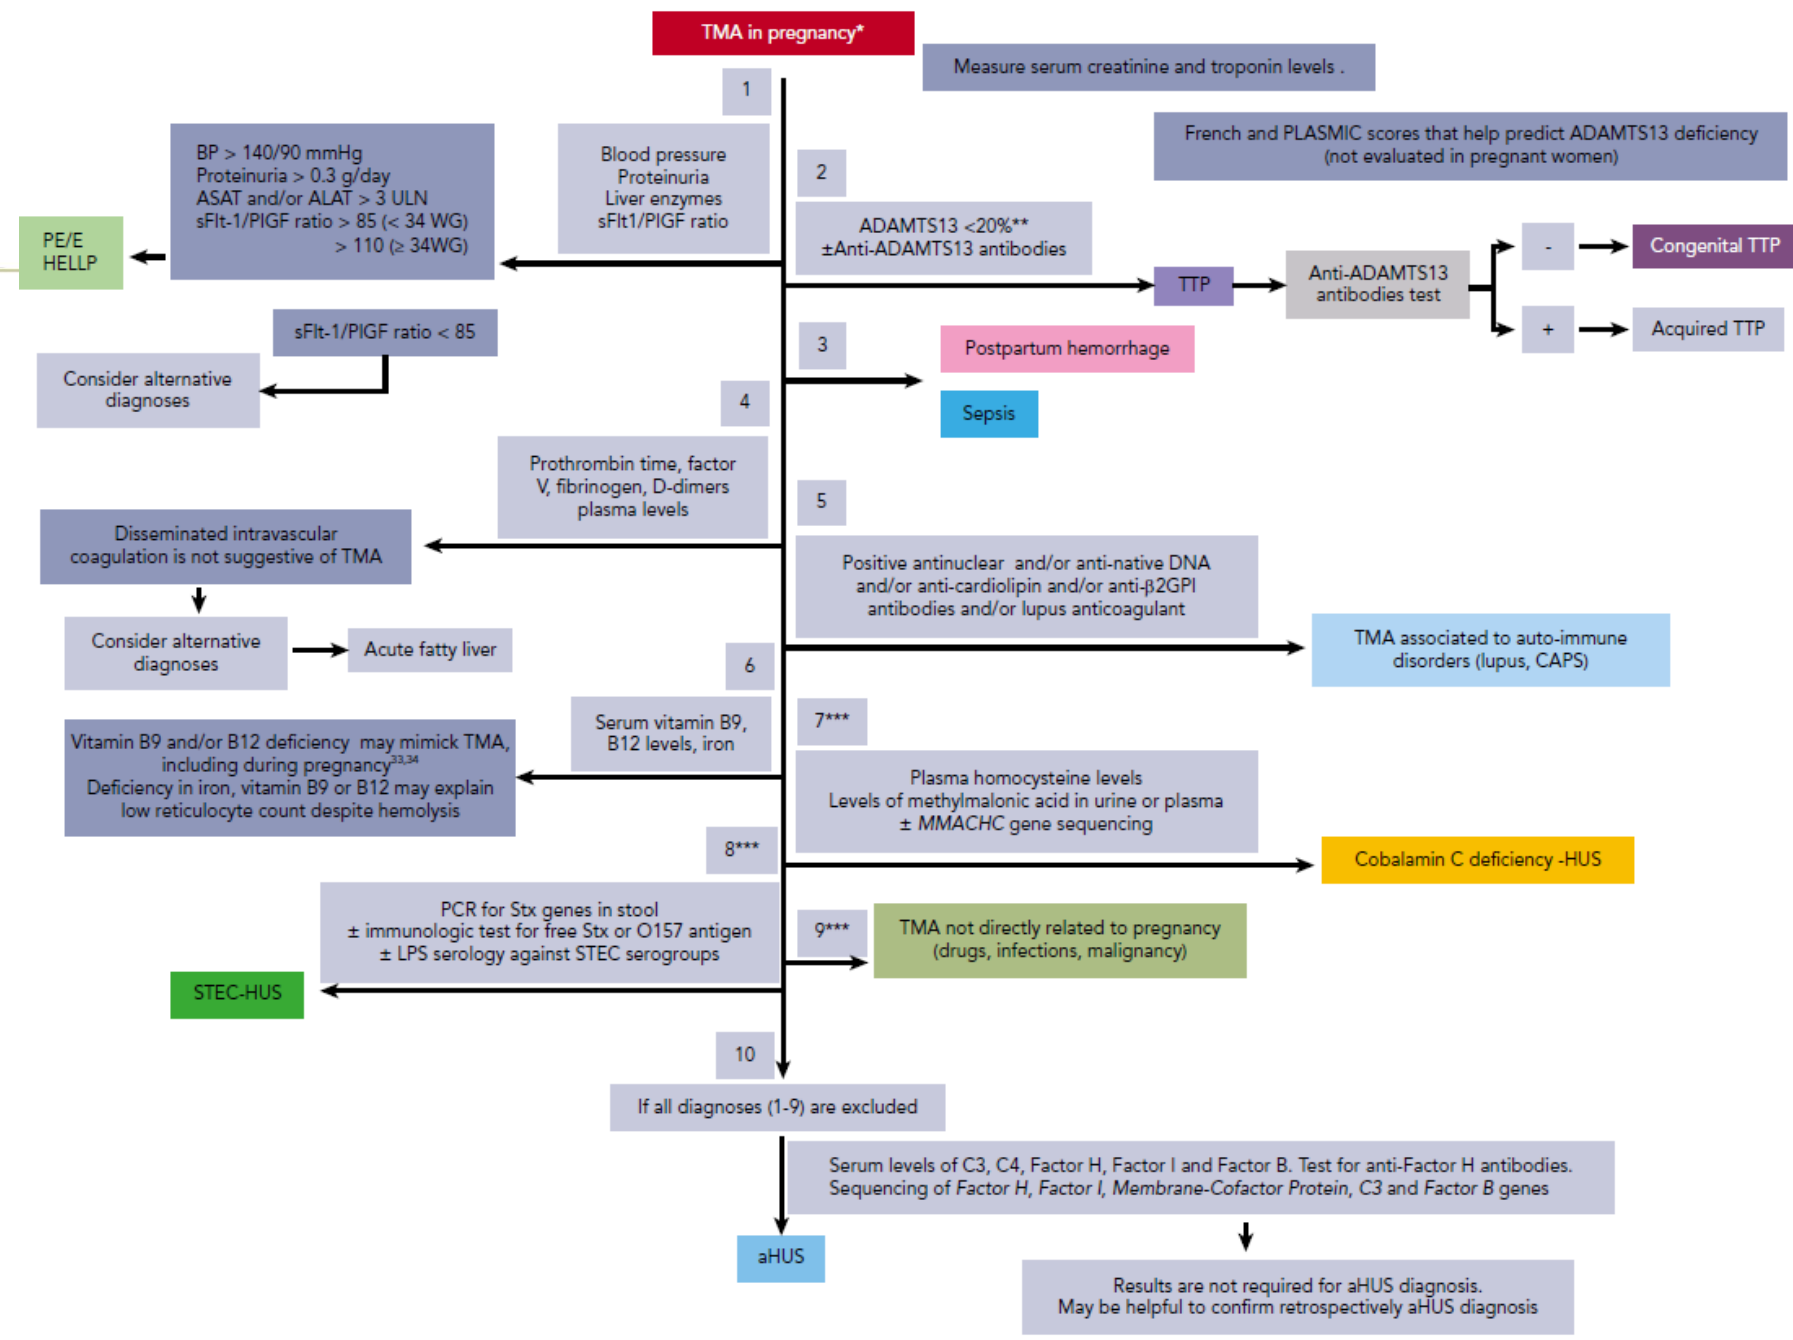 TMA in pregnancy*
Measure serum creatinine and troponin levels .
1
Blood pressure
Proteinuria
Liver enzymes
sFlt1/PlGF ratio
BP > 140/90 mmHg
Proteinuria > 0.3 g/day
ASAT and/or ALAT > 3 ULN
sFlt-1/PlGF ratio > 85 (< 34 WG)
> 110 (≥ 34WG)
PE/E
HELLP
sFlt-1/PlGF ratio < 85
Consider alternative
diagnoses
French and PLASMIC scores that help predict ADAMTS13 deficiency
(not evaluated in pregnant women)
2
ADAMTS13 <20%**
±Anti-ADAMTS13 antibodies
TTP
Anti-ADAMTS13
antibodies test
-
Congenital TTP
+
Acquired TTP
3
Postpartum hemorrhage
Sepsis
4
Prothrombin time, factor
V, fibrinogen, D-dimers
plasma levels
Disseminated intravascular
coagulation is not suggestive of TMA
Consider alternative
diagnoses
Acute fatty liver
5
Positive antinuclear and/or anti-native DNA
and/or anti-cardiolipin and/or anti-β2GPI
antibodies and/or lupus anticoagulant
TMA associated to auto-immune
disorders (lupus, CAPS)
6
Serum vitamin B9,
B12 levels, iron
Vitamin B9 and/or B12 deficiency may mimick TMA,
including during pregnancy33,34
Deficiency in iron, vitamin B9 or B12 may explain
low reticulocyte count despite hemolysis
7***
Plasma homocysteine levels
Levels of methylmalonic acid in urine or plasma
± MMACHC gene sequencing
Cobalamin C deficiency -HUS
8***
PCR for Stx genes in stool
± immunologic test for free Stx or O157 antigen
± LPS serology against STEC serogroups
STEC-HUS
9***
TMA not directly related to pregnancy
(drugs, infections, malignancy)
10
If all diagnoses (1-9) are excluded
Serum levels of C3, C4, Factor H, Factor I and Factor B. Test for anti-Factor H antibodies.
Sequencing of Factor H, Factor I, Membrane-Cofactor Protein, C3 and Factor B genes
aHUS
Results are not required for aHUS diagnosis.
May be helpful to confirm retrospectively aHUS diagnosis